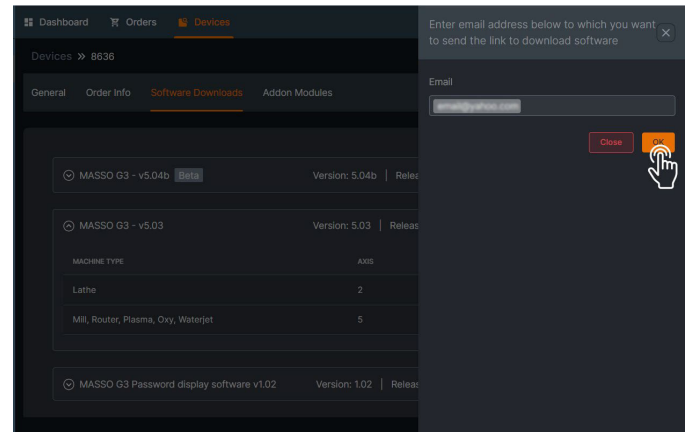 Dashboard Orders Devices
Devices » 8636
General Order Info Software Downloads Addon Modules
MASSO G3 - v5.04b Beta Version: 5.04b | Relea
MASSO G3 - v5.03 Version: 5.03 | Releas
MACHINE TYPE AXIS
Lathe 2
Mill, Router, Plasma, Oxy, Waterjet 5
MASSO G3 Password display software v1.02 Version: 1.02 | Releas
Enter email address below to which you want
to send the link to download software
Email
email@yahoo.com
Close OK